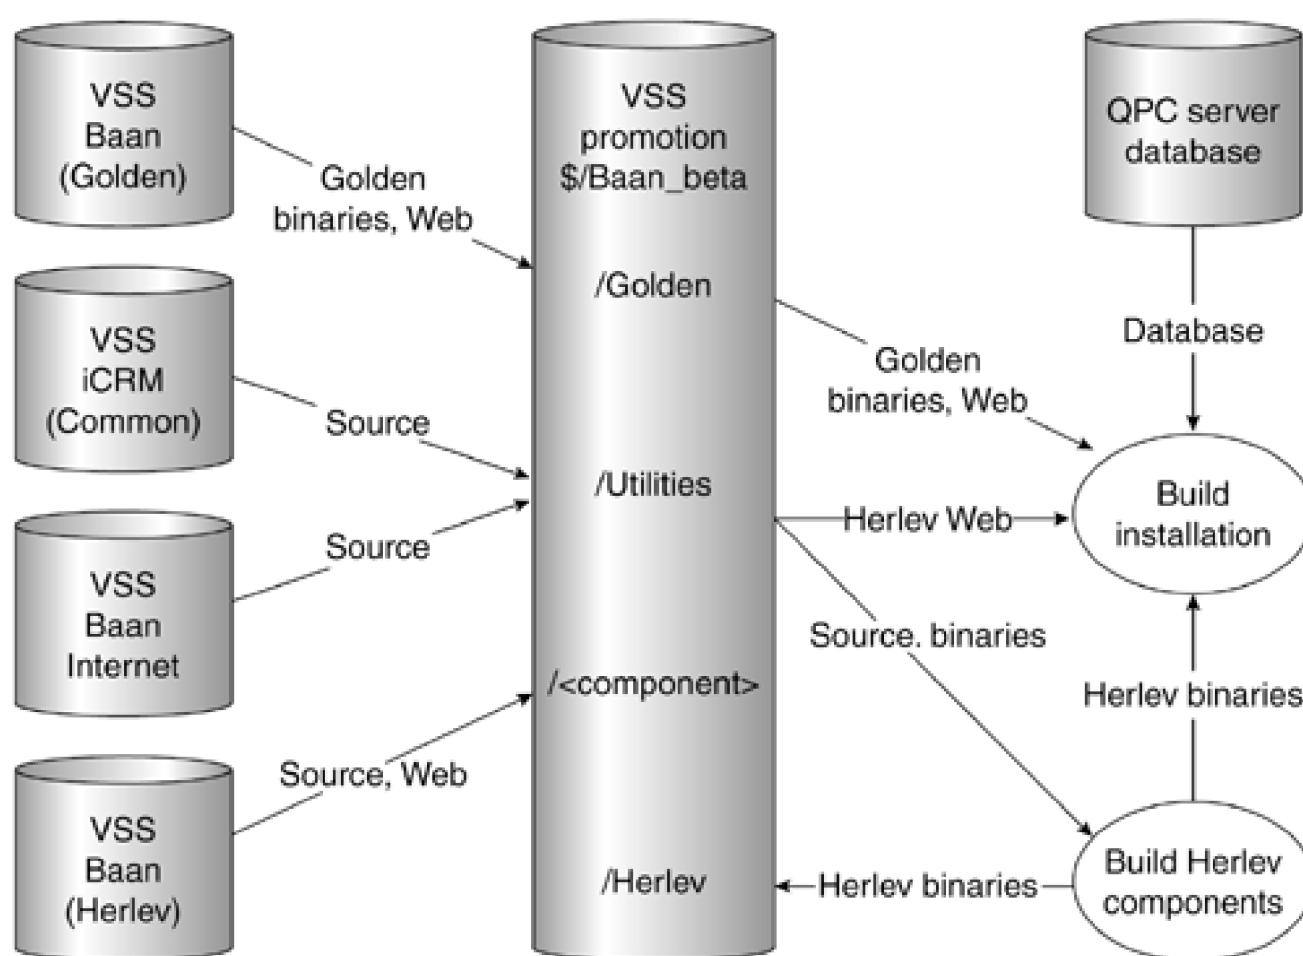 VSS
Baan
(Golden)
Golden
binaries, Web
VSS
iCRM
(Common)
Source
VSS
Baan
Internet
Source
VSS
Baan
(Herlev)
Source, Web
VSS
promotion
$/Baan_beta
/Golden
/Utilities
/<component>
/Herlev
Golden
binaries, Web
Herlev Web
Source. binaries
Herlev binaries
QPC server
database
Database
Build
installation
Herlev binaries
Build Herlev
components